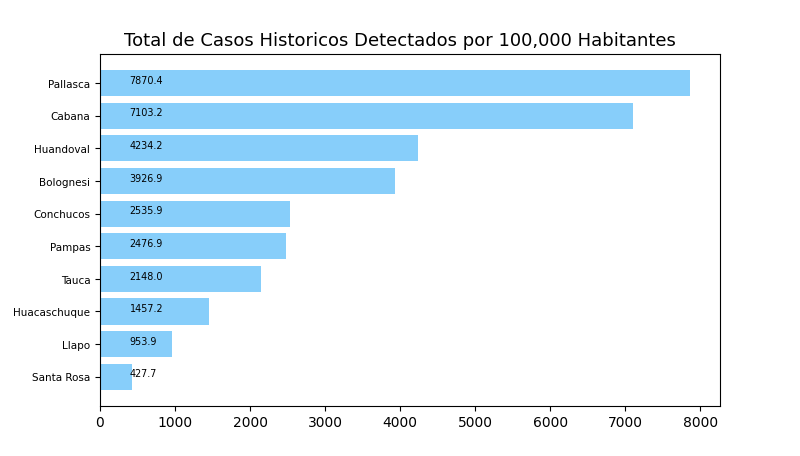 Total de Casos Historicos Detectados por 100,000 Habitantes
Pallasca 7870.4
Cabana 7103.2
Huandoval 4234.2
Bolognesi 3926.9
Conchucos 2535.9
Pampas 2476.9
Tauca 2148.0
Huacaschuque 1457.2
Llapo 953.9
Santa Rosa 427.7
0 1000 2000 3000 4000 5000 6000 7000 8000